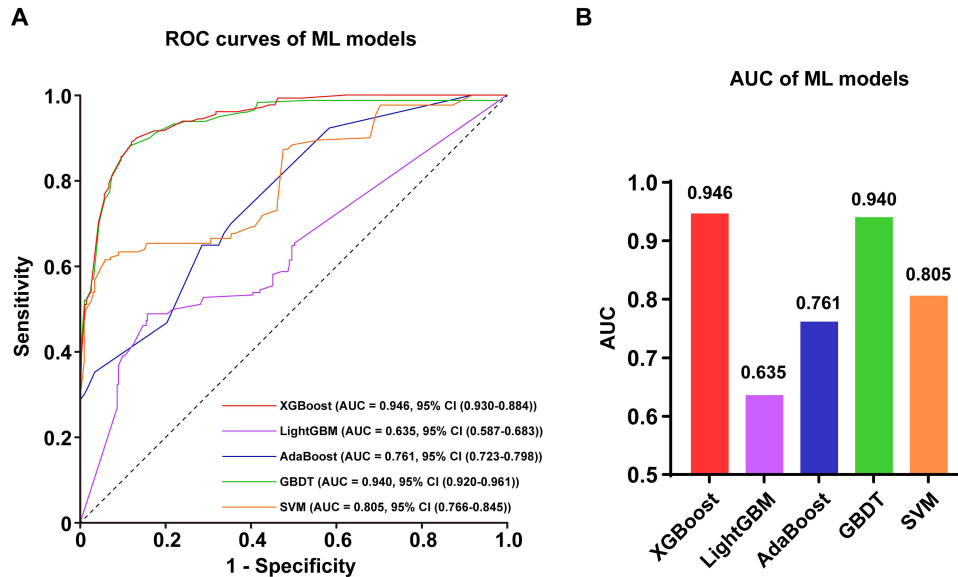 A
ROC curves of ML models
Sensitivity
1.0
0.8
0.6
0.4
0.2
0
0 0.2 0.4 0.6 0.8 1.0
1 - Specificity
XGBoost (AUC = 0.946, 95% CI (0.930-0.884))
LightGBM (AUC = 0.635, 95% CI (0.587-0.683))
AdaBoost (AUC = 0.761, 95% CI (0.723-0.798))
GBDT (AUC = 0.940, 95% CI (0.920-0.961))
SVM (AUC = 0.805, 95% CI (0.766-0.845))
B
AUC of ML models
AUC
1.0
0.9
0.8
0.7
0.6
0.5
0.946
0.635
0.761
0.940
0.805
XGBoost
LightGBM
AdaBoost
GBDT
SVM